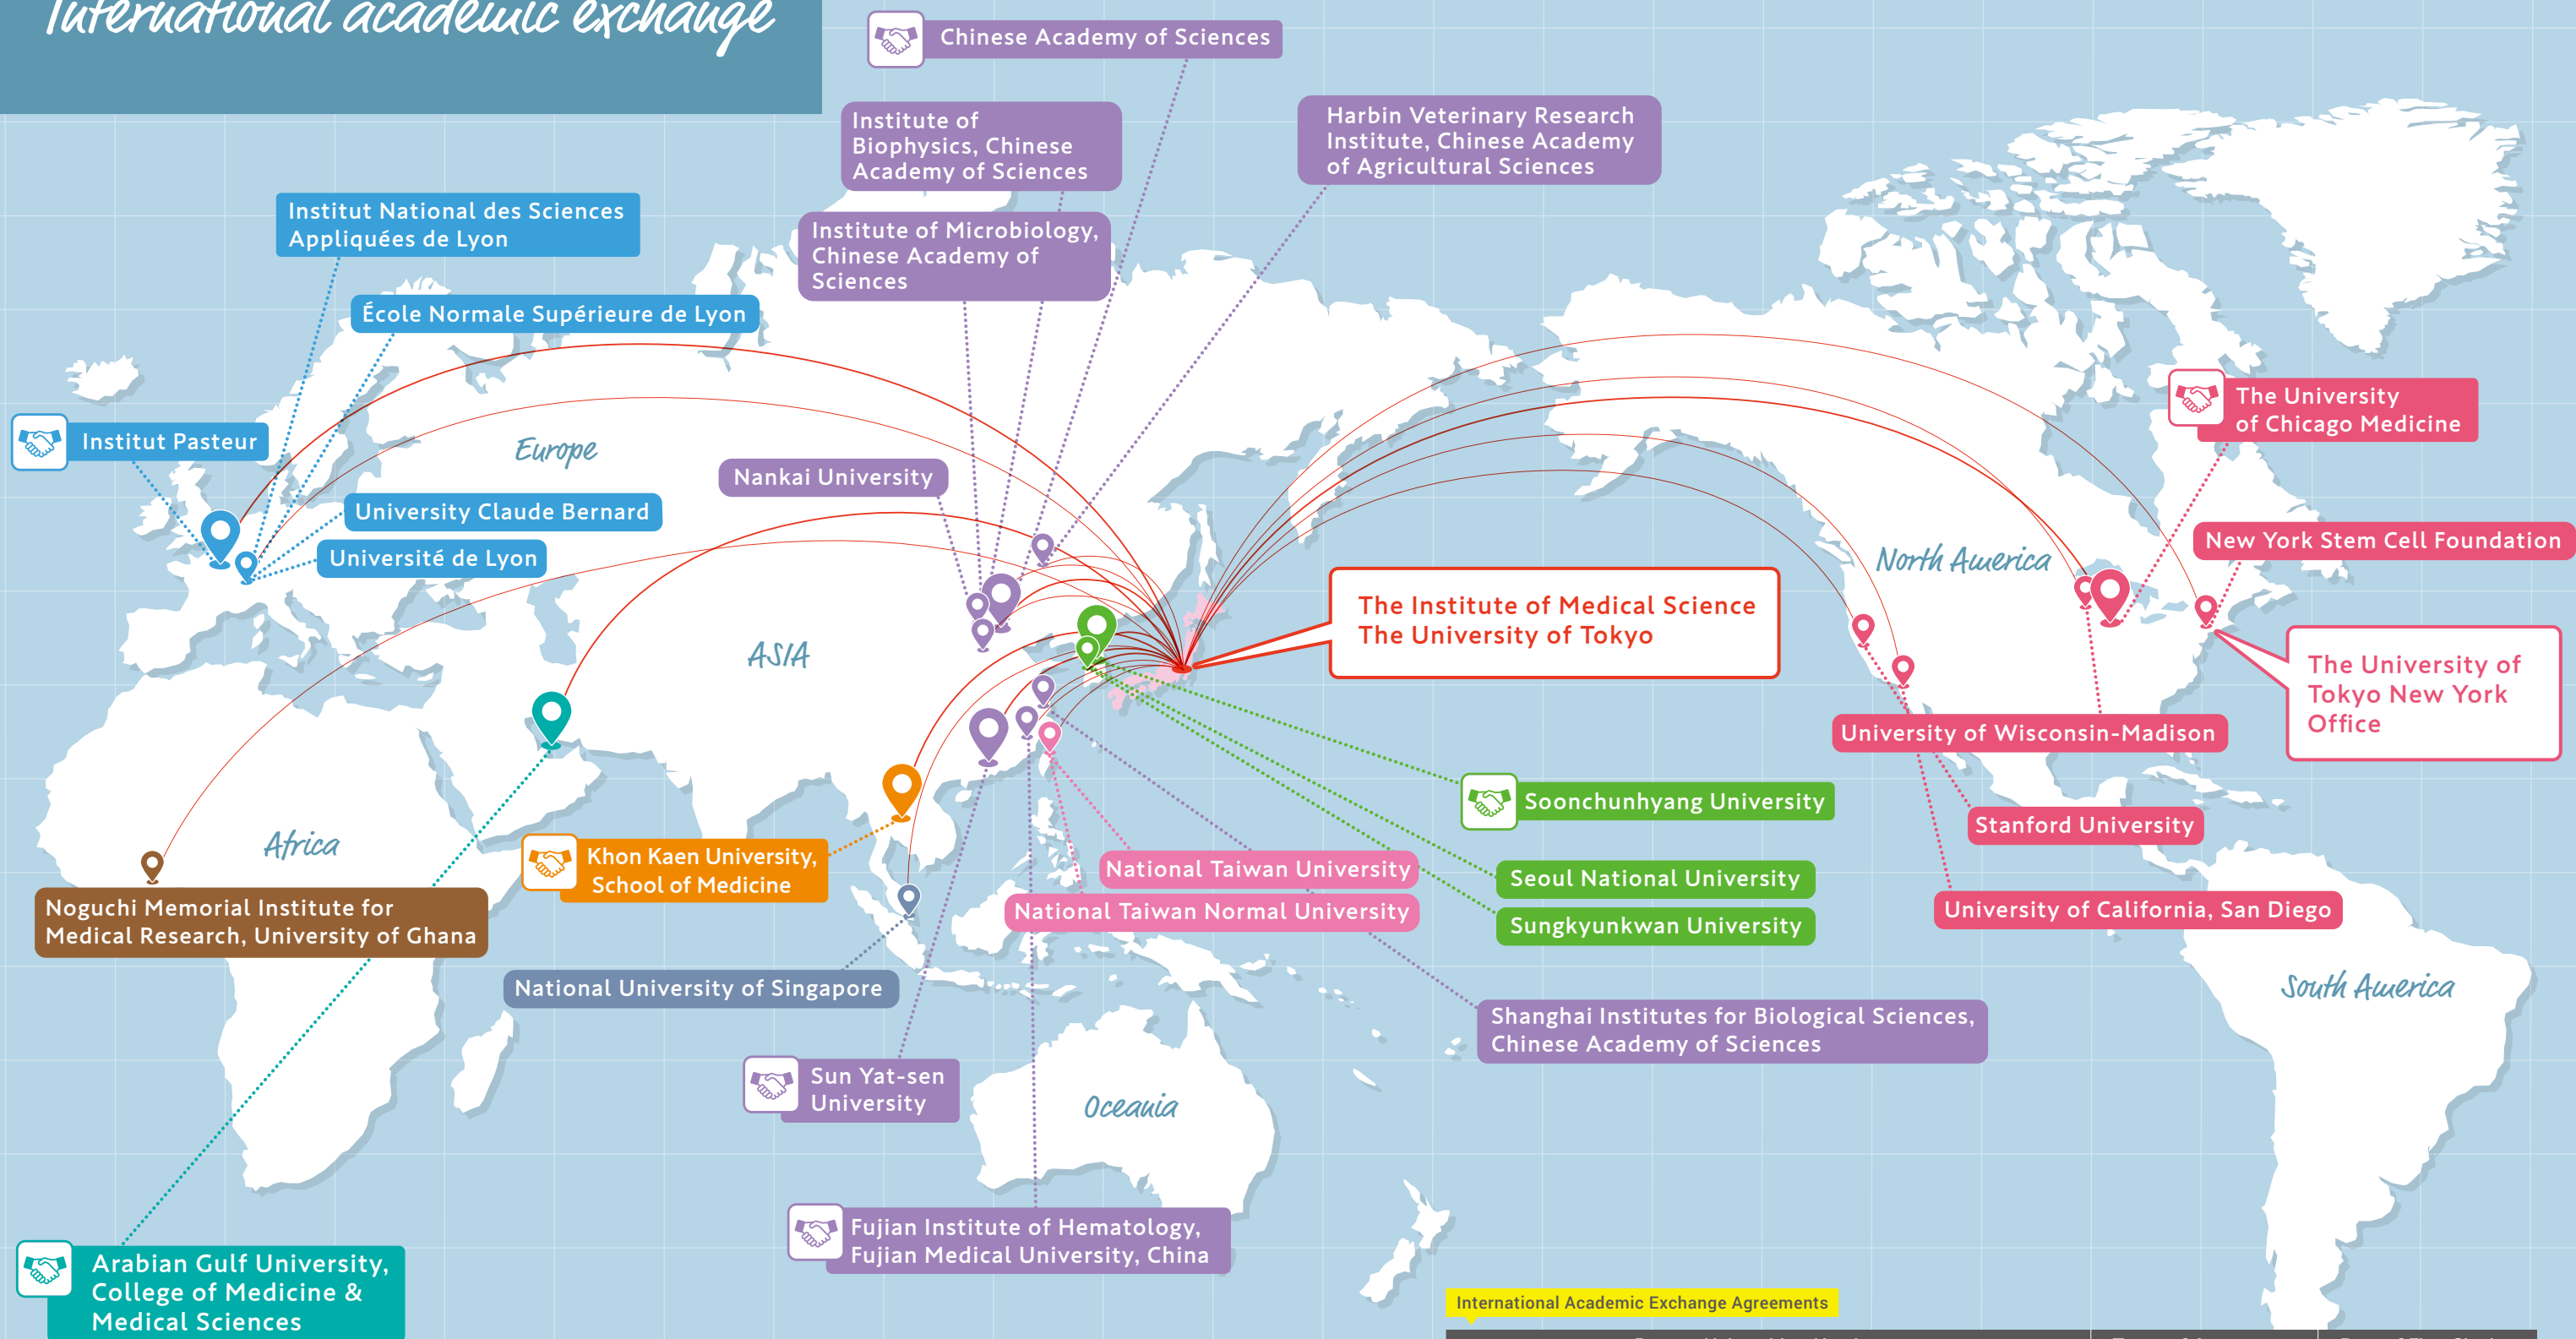 International academic exchange
Chinese Academy of Sciences
Institute of
Biophysics, Chinese
Academy of Sciences
Harbin Veterinary Research
Institute, Chinese Academy
of Agricultural Sciences
Institut National des Sciences
Appliquées de Lyon
Institute of Microbiology,
Chinese Academy of
Sciences
École Normale Supérieure de Lyon
Institut Pasteur
Europe
Nankai University
The University
of Chicago Medicine
University Claude Bernard
Université de Lyon
North America
New York Stem Cell Foundation
The Institute of Medical Science
The University of Tokyo
ASIA
The University of
Tokyo New York
Office
University of Wisconsin-Madison
Soonchunhyang University
Stanford University
Africa
Khon Kaen University,
School of Medicine
National Taiwan University
Seoul National University
National Taiwan Normal University
Sungkyunkwan University
University of California, San Diego
Noguchi Memorial Institute for
Medical Research, University of Ghana
National University of Singapore
South America
Shanghai Institutes for Biological Sciences,
Chinese Academy of Sciences
Sun Yat-sen
University
Oceania
Fujian Institute of Hematology,
Fujian Medical University, China
Arabian Gulf University,
College of Medicine &
Medical Sciences
International Academic Exchange Agreements